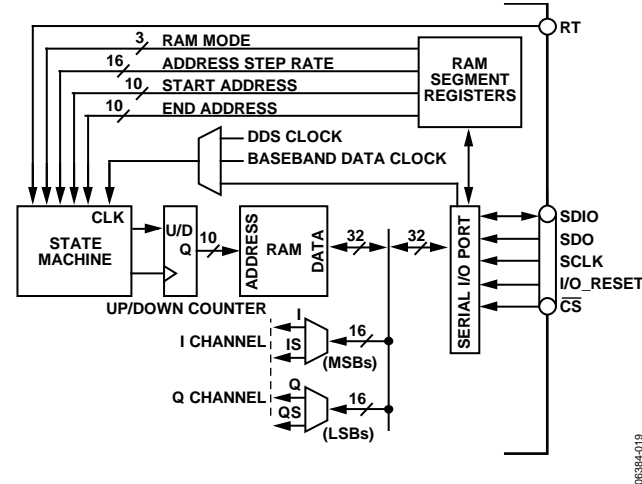 RT
3 RAM MODE
16 ADDRESS STEP RATE
10 START ADDRESS
10 END ADDRESS
RAM
SEGMENT
REGISTERS
DDS CLOCK
BASEBAND DATA CLOCK
CLK
STATE
MACHINE
U/D
Q
10
UP/DOWN COUNTER
ADDRESS
RAM
DATA
32
32
SERIAL I/O PORT
SDIO
SDO
SCLK
I/O_RESET
CS
I CHANNEL
I
IS
16
(MSBs)
Q CHANNEL
Q
QS
16
(LSBs)
06384-019